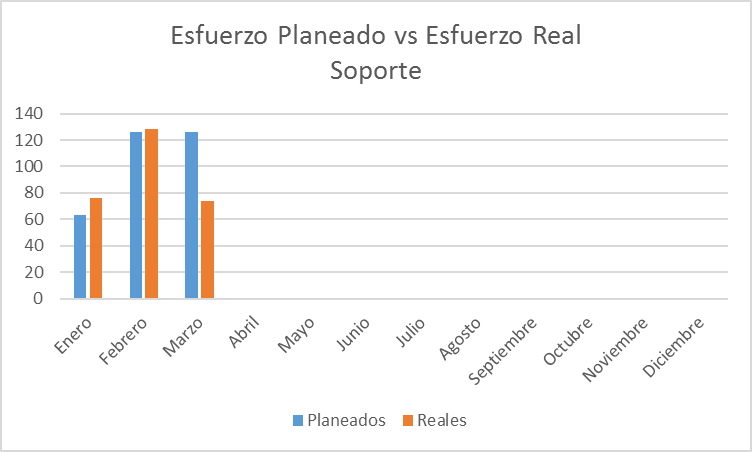 Esfuerzo Planeado vs Esfuerzo Real
Soporte
140
120
100
80
60
40
20
0
Enero
Febrero
Marzo
Abril
Mayo
Junio
Julio
Agosto
Septiembre
Octubre
Noviembre
Diciembre
Planeados
Reales